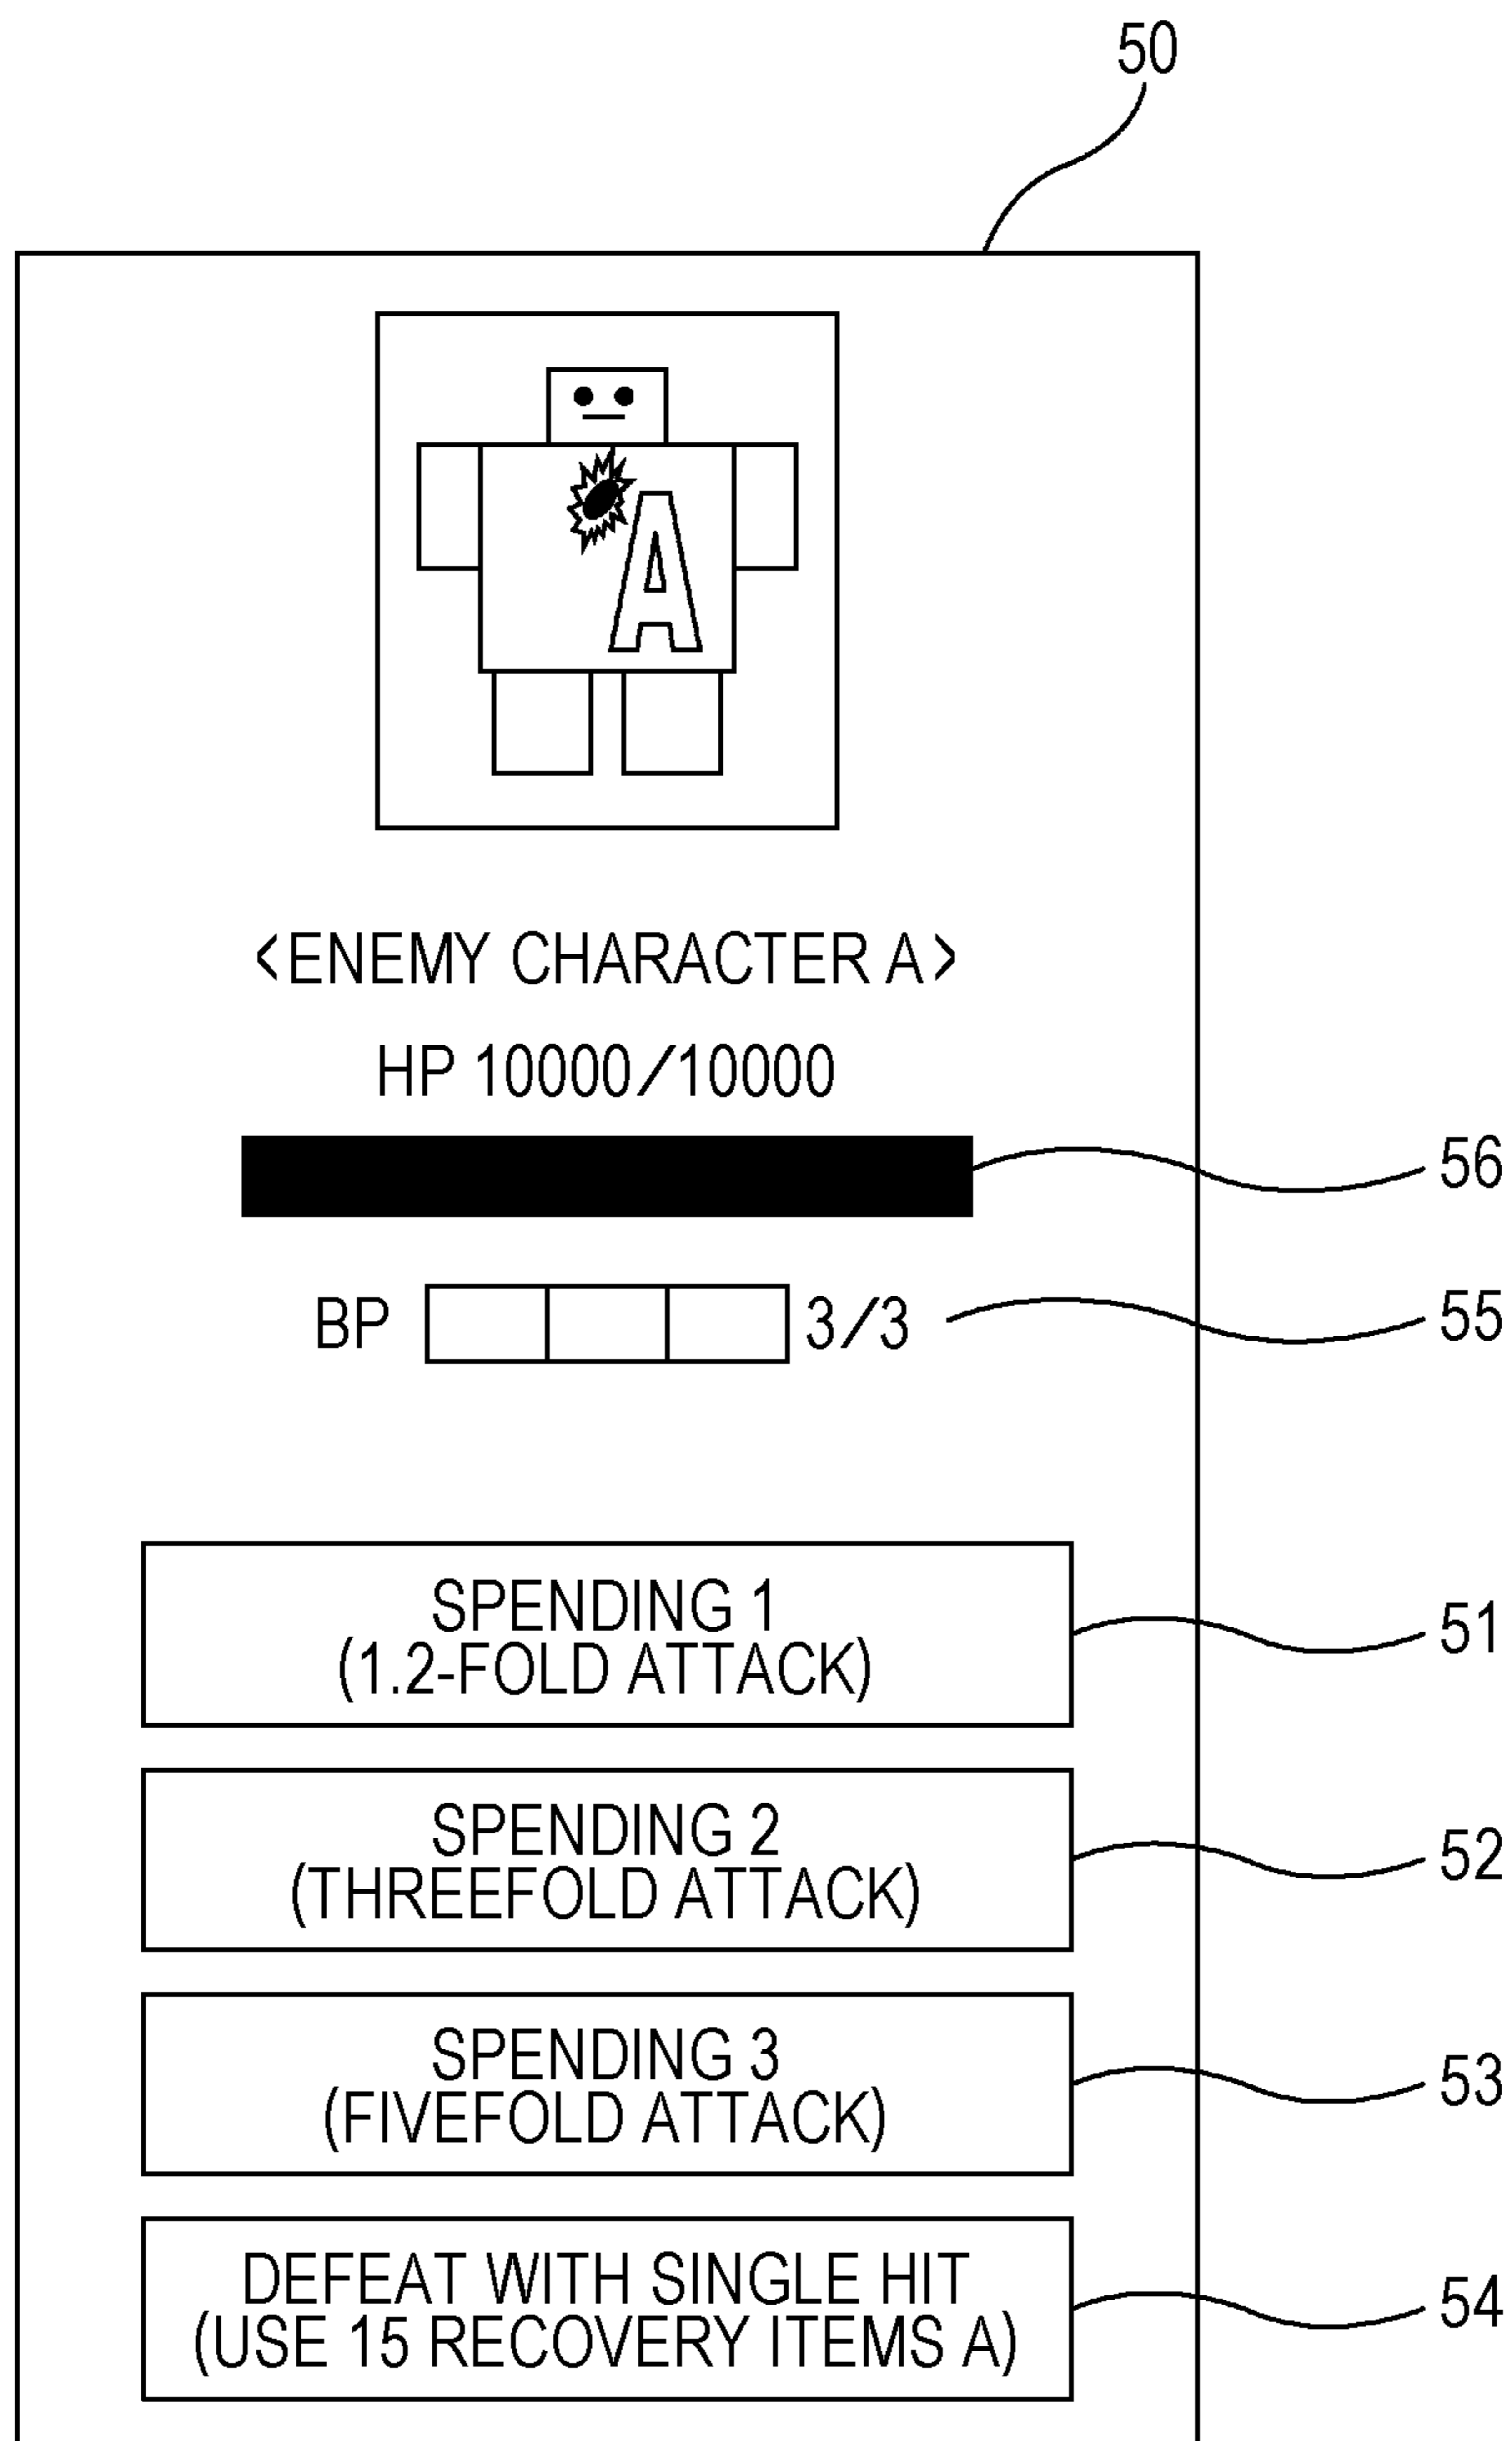 50
A
<ENEMY CHARACTER A>
HP 10000/10000
56
BP 3/3
55
SPENDING 1
(1.2-FOLD ATTACK)
51
SPENDING 2
(THREEFOLD ATTACK)
52
SPENDING 3
(FIVEFOLD ATTACK)
53
DEFEAT WITH SINGLE HIT
(USE 15 RECOVERY ITEMS A)
54